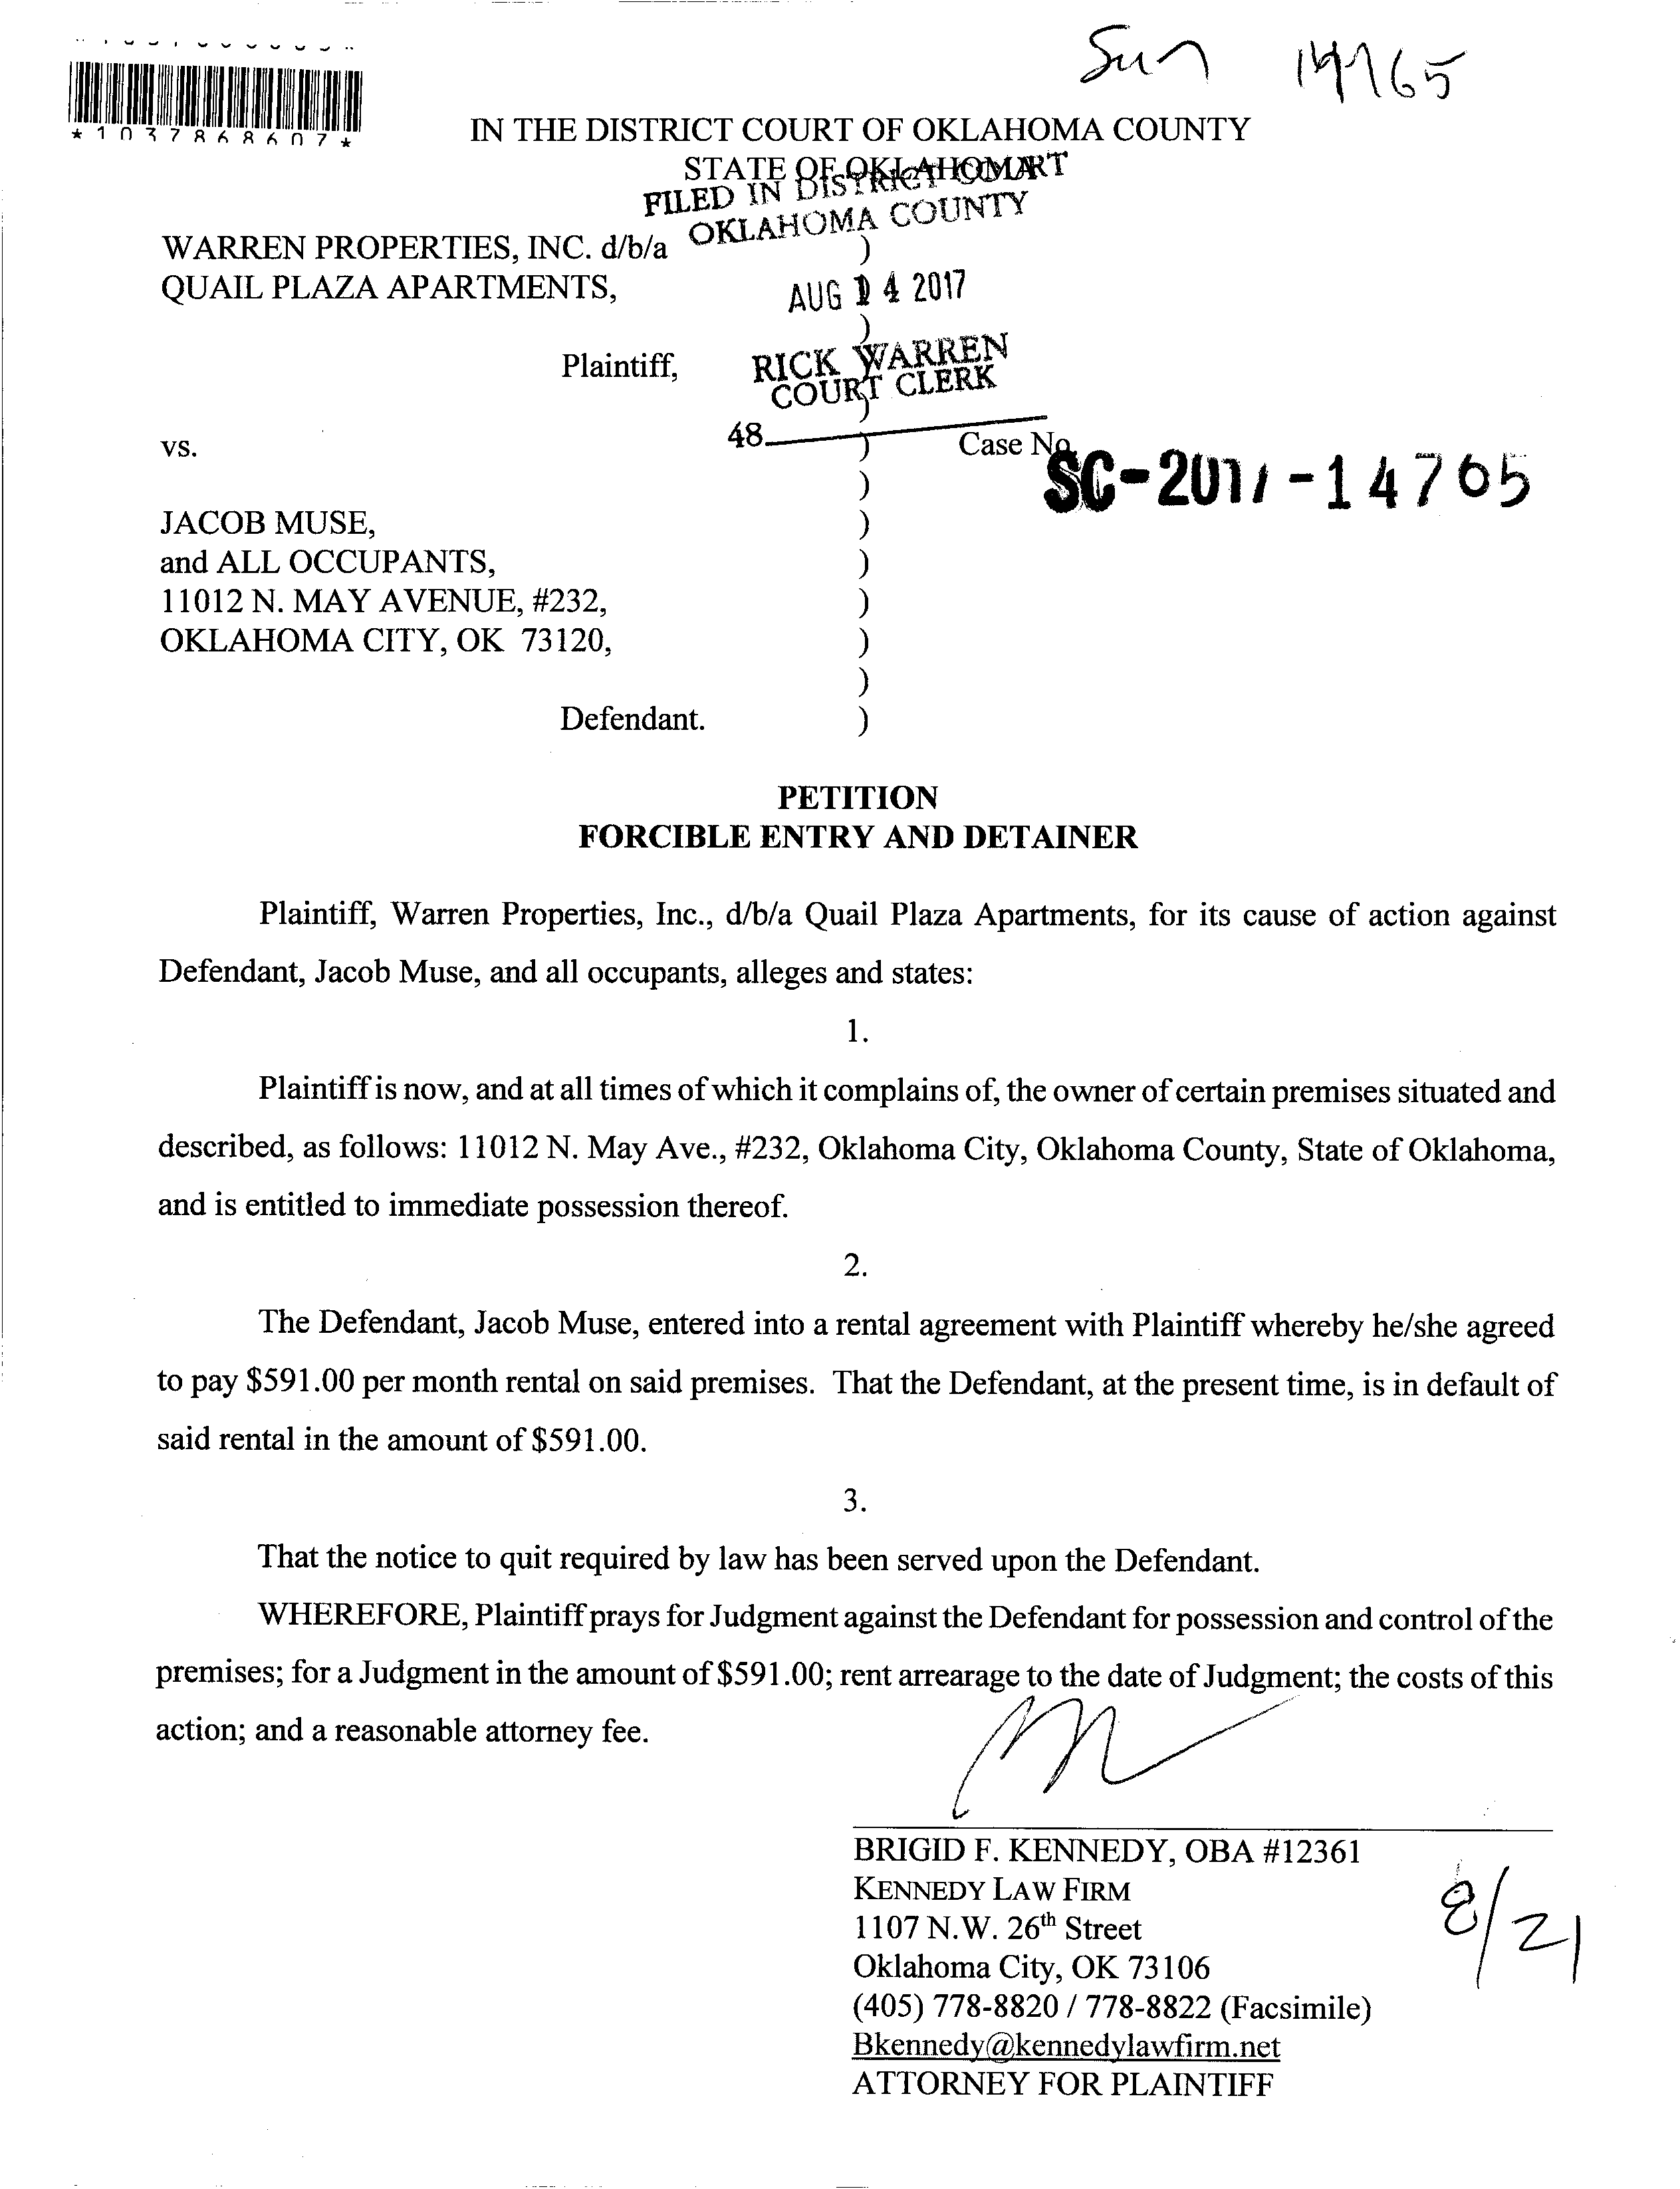 Sun 14765
*1037868607*
IN THE DISTRICT COURT OF OKLAHOMA COUNTY
STATE OF OKLAHOMA
FILED IN DISTRICT COURT
OKLAHOMA COUNTY
WARREN PROPERTIES, INC. d/b/a )
QUAIL PLAZA APARTMENTS,
AUG 14 2017
)
Plaintiff,
RICK WARREN
COURT CLERK
)
48
vs. ) Case No.
SC-2017-14765
)
JACOB MUSE, )
and ALL OCCUPANTS, )
11012 N. MAY AVENUE, #232, )
OKLAHOMA CITY, OK 73120, )
)
Defendant. )
PETITION
FORCIBLE ENTRY AND DETAINER
Plaintiff, Warren Properties, Inc., d/b/a Quail Plaza Apartments, for its cause of action against
Defendant, Jacob Muse, and all occupants, alleges and states:
1.
Plaintiff is now, and at all times of which it complains of, the owner of certain premises situated and
described, as follows: 11012 N. May Ave., #232, Oklahoma City, Oklahoma County, State of Oklahoma,
and is entitled to immediate possession thereof.
2.
The Defendant, Jacob Muse, entered into a rental agreement with Plaintiff whereby he/she agreed
to pay $591.00 per month rental on said premises. That the Defendant, at the present time, is in default of
said rental in the amount of $591.00.
3.
That the notice to quit required by law has been served upon the Defendant.
WHEREFORE, Plaintiff prays for Judgment against the Defendant for possession and control of the
premises; for a Judgment in the amount of $591.00; rent arrearage to the date of Judgment; the costs of this
action; and a reasonable attorney fee.
BRIGID F. KENNEDY, OBA #12361
KENNEDY LAW FIRM
1107 N.W. 26th Street
Oklahoma City, OK 73106
(405) 778-8820 / 778-8822 (Facsimile)
Bkennedy@kennedylawfirm.net
ATTORNEY FOR PLAINTIFF
8/21